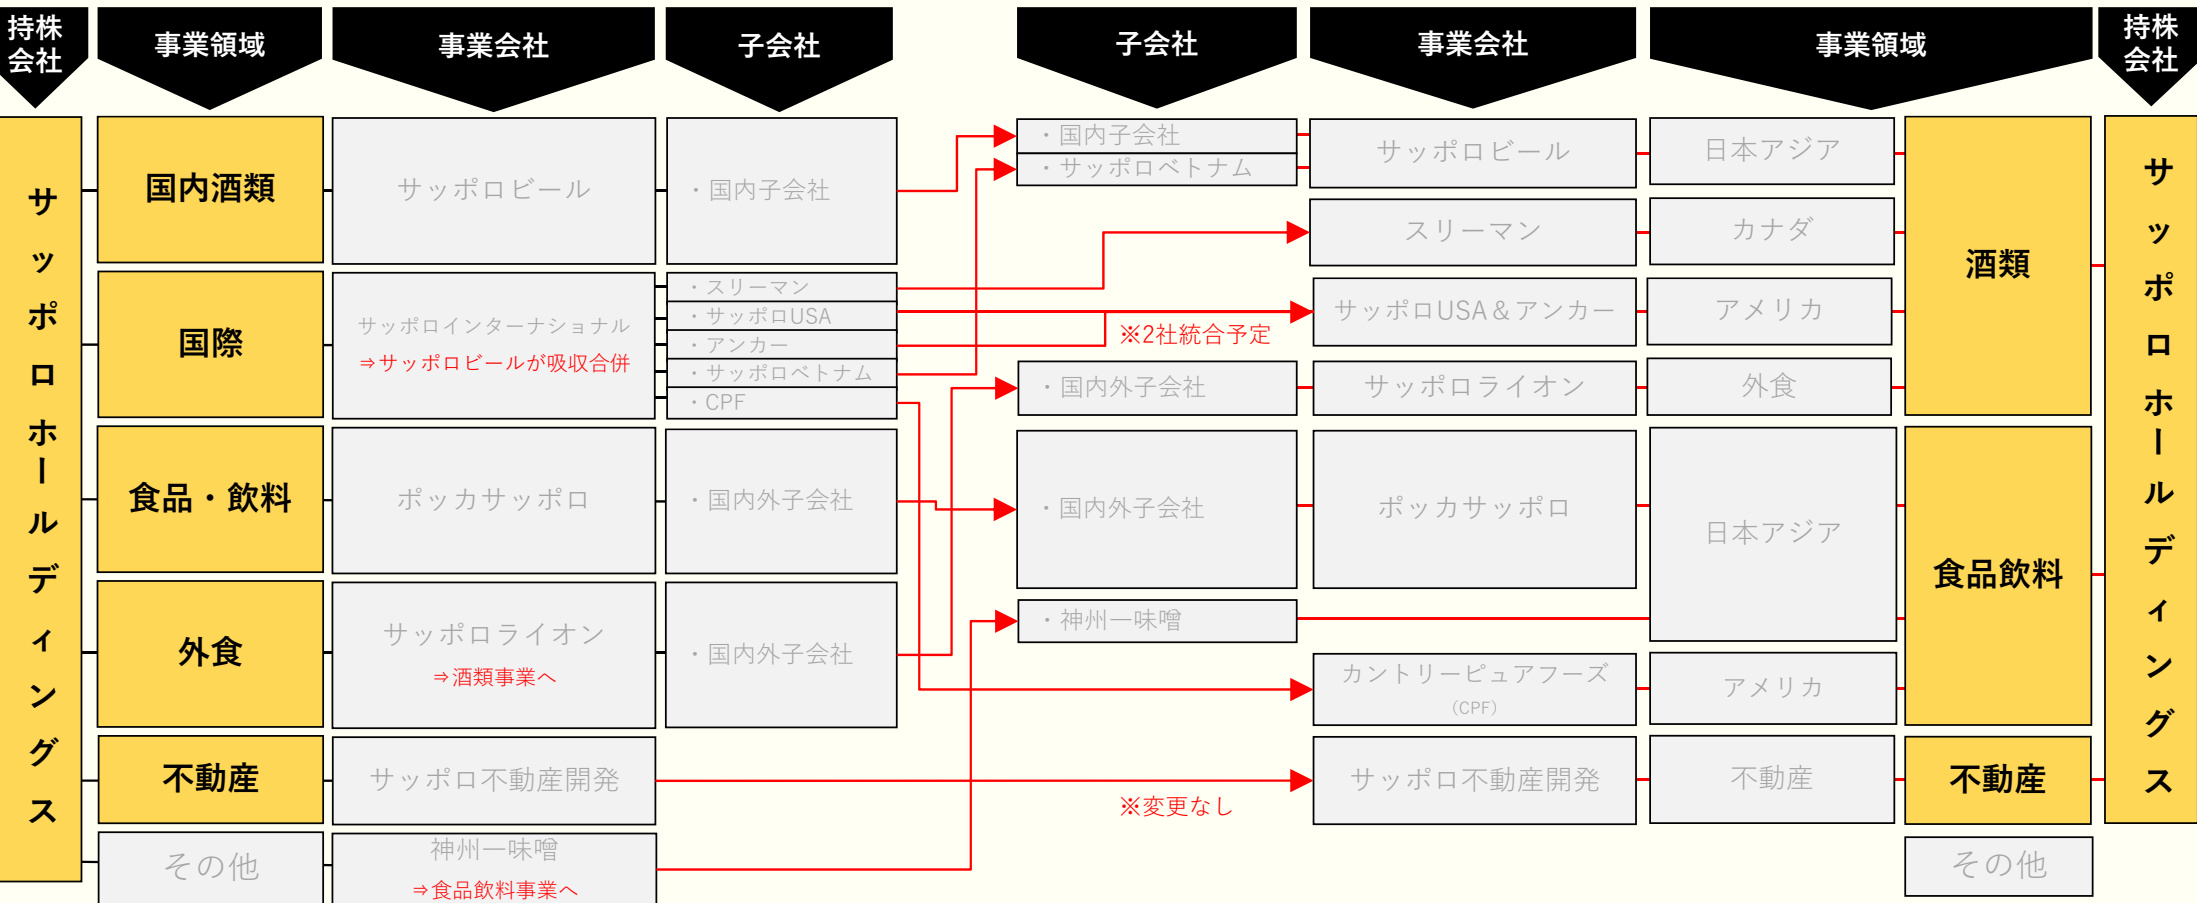 持株
会社
事業領域
事業会社
子会社
子会社
事業会社
事業領域
持株
会社
サッポロホールディングス
国内酒類
サッポロビール
・国内子会社
国際
サッポロインターナショナル
⇒サッポロビールが吸収合併
・スリーマン
・サッポロUSA
・アンカー
・サッポロベトナム
・CPF
食品・飲料
ポッカサッポロ
・国内外子会社
外食
サッポロライオン
⇒酒類事業へ
・国内外子会社
不動産
サッポロ不動産開発
その他
神州一味噌
⇒食品飲料事業へ
※2社統合予定
※変更なし
・国内子会社
・サッポロベトナム
サッポロビール
日本アジア
スリーマン
カナダ
サッポロUSA＆アンカー
アメリカ
・国内外子会社
サッポロライオン
外食
酒類
・国内外子会社
ポッカサッポロ
日本アジア
・神州一味噌
カントリーピュアフーズ
（CPF）
アメリカ
食品飲料
サッポロ不動産開発
不動産
不動産
その他
サッポロホールディングス